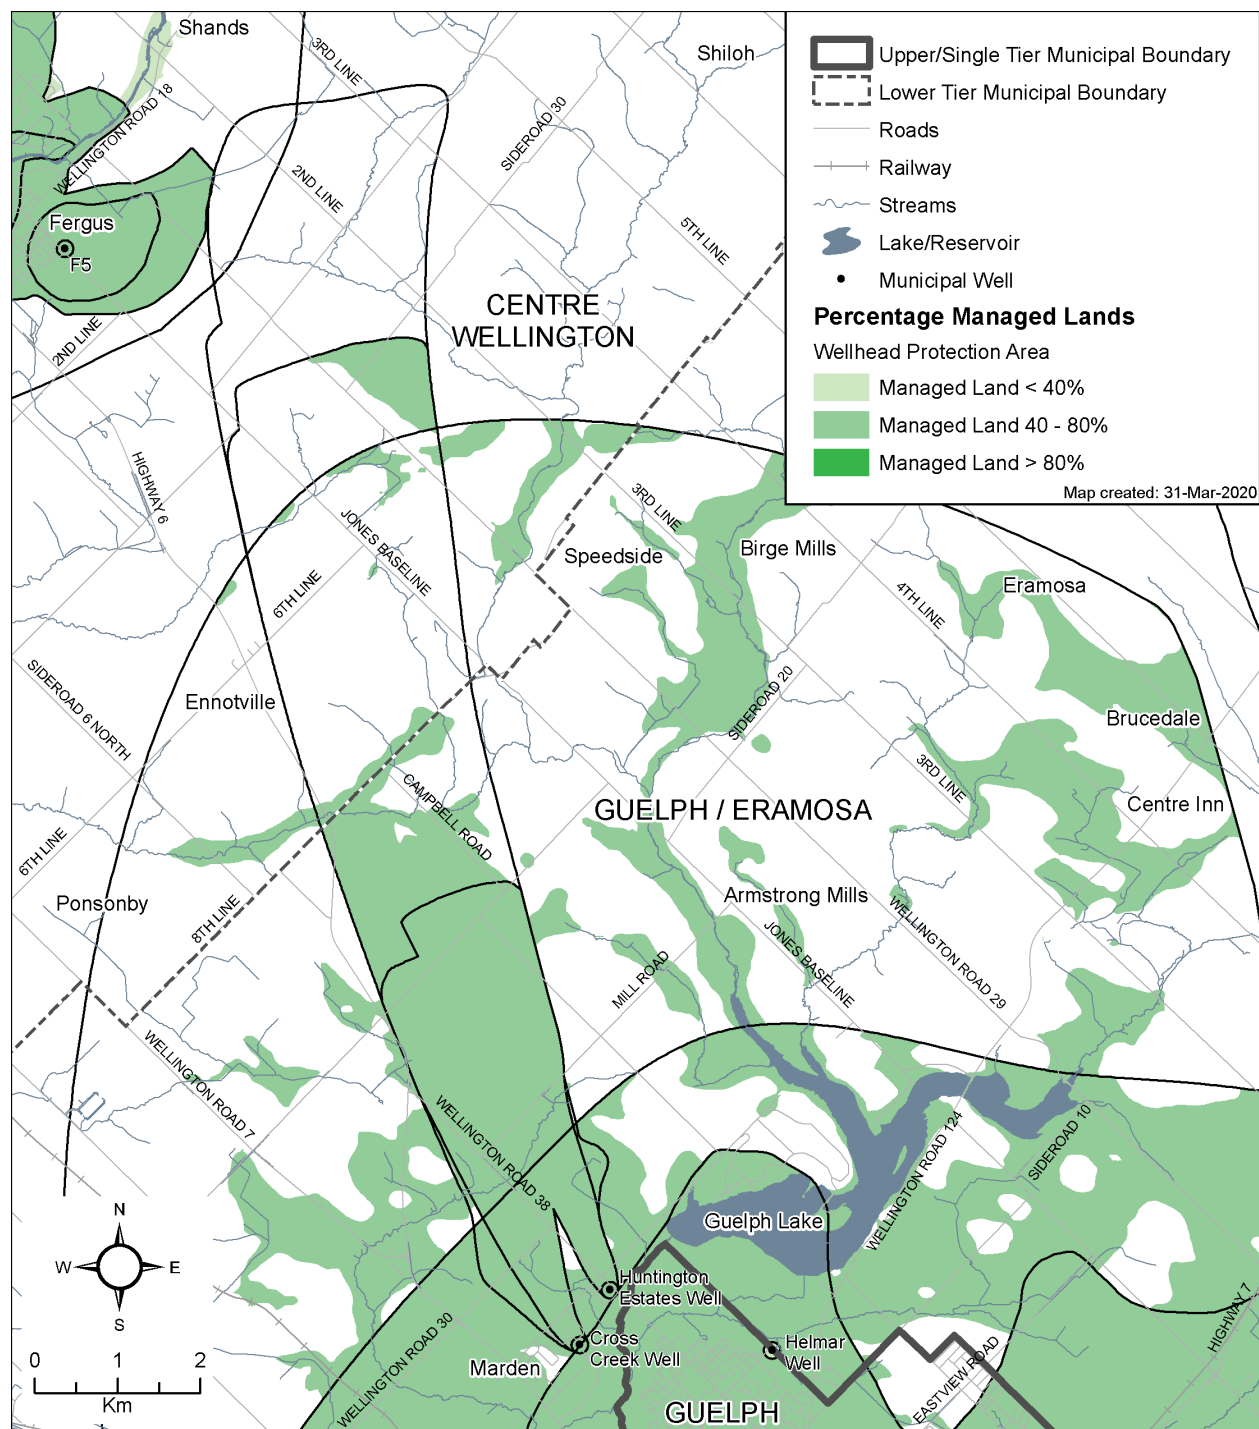 Shands
3RD LINE
Shiloh
WELLINGTON ROAD 18
SIDEROAD 30
2ND LINE
5TH LINE
Fergus
F5
2ND LINE
CENTRE
WELLINGTON
Upper/Single Tier Municipal Boundary
Lower Tier Municipal Boundary
Roads
Railway
Streams
Lake/Reservoir
Municipal Well
Percentage Managed Lands
Wellhead Protection Area
Managed Land < 40%
Managed Land 40 - 80%
Managed Land > 80%
Map created: 31-Mar-2020
HIGHWAY 6
JONES BASELINE
3RD LINE
Speedside
Birge Mills
6TH LINE
4TH LINE
Eramosa
SIDEROAD 6 NORTH
Ennotville
SIDEROAD 20
Brucedale
3RD LINE
CAMPBELL ROAD
GUELPH / ERAMOSA
Centre Inn
6TH LINE
Ponsonby
8TH LINE
Armstrong Mills
WELLINGTON ROAD 29
MILL ROAD
JONES BASELINE
WELLINGTON ROAD 7
WELLINGTON ROAD 38
WELLINGTON ROAD 124
SIDEROAD 10
Guelph Lake
N
W
E
S
Huntington
Estates Well
Cross
Creek Well
Helmar
Well
Marden
WELLINGTON ROAD 30
EASTVIEW ROAD
HIGHWAY 7
GUELPH
0 1 2
Km